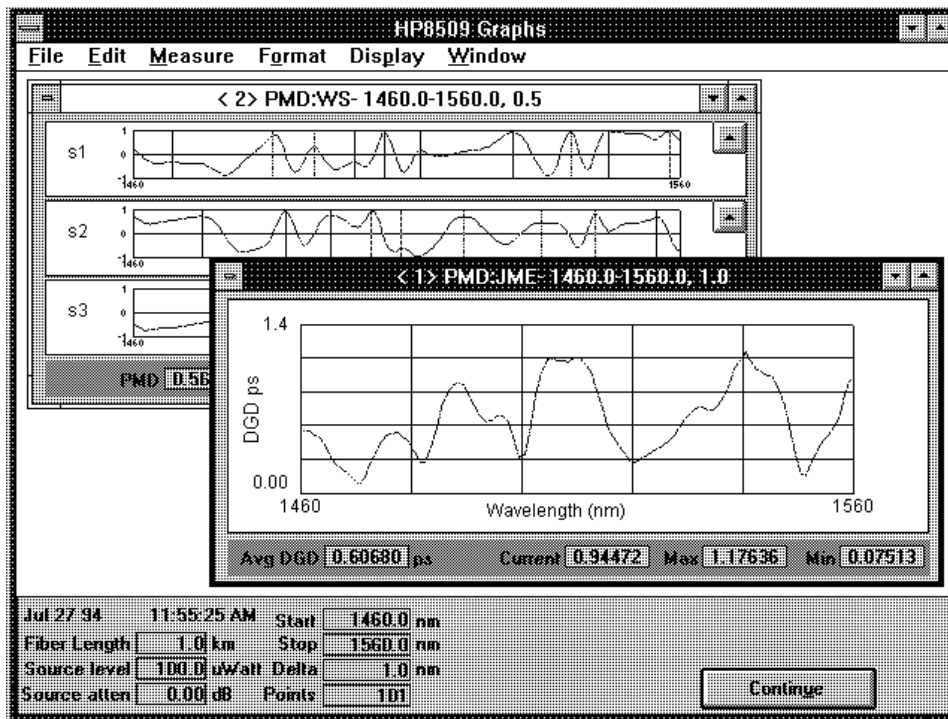 HP8509 Graphs
File Edit Measure Format Display Window
< 2> PMD:WS- 1460.0-1560.0, 0.5
s1
1
0
-1
1460 1560
s2
1
0
-1
1460
s3
1
0
-1
1460
PMD 0.56
< 1> PMD:JME- 1460.0-1560.0, 1.0
1.4
DGD ps
0.00
1460 Wavelength (nm) 1560
Avg DGD 0.60680 ps Current 0.94472 Max 1.17636 Min 0.07513
Jul 27 94 11:55:25 AM Start 1460.0 nm
Fiber Length 1.0 km Stop 1560.0 nm
Source level 100.0 uWatt Delta 1.0 nm
Source atten 0.00 dB Points 101
Continue